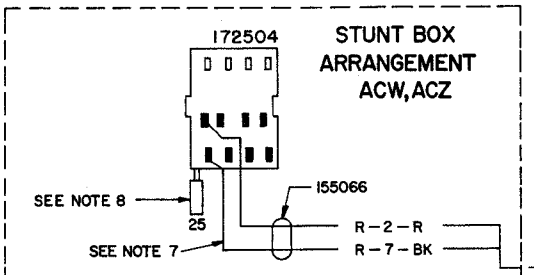 172504
STUNT BOX
ARRANGEMENT
ACW, ACZ
155066
SEE NOTE 8
25
R-2-R
SEE NOTE 7
R-7-BK